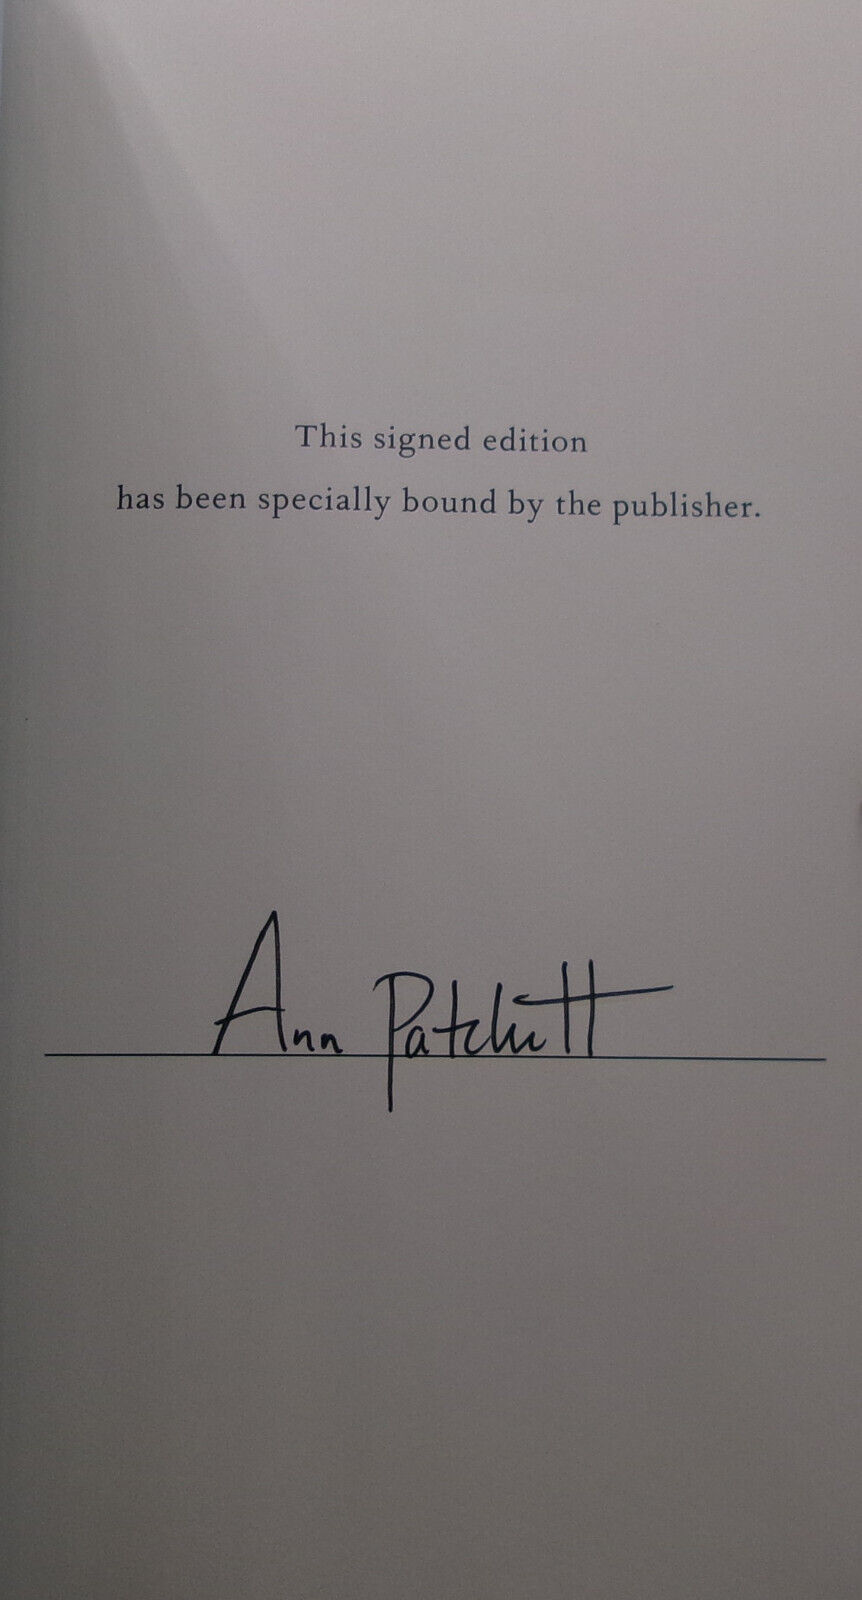 This signed edition
has been specially bound by the publisher.
Ann Patchett